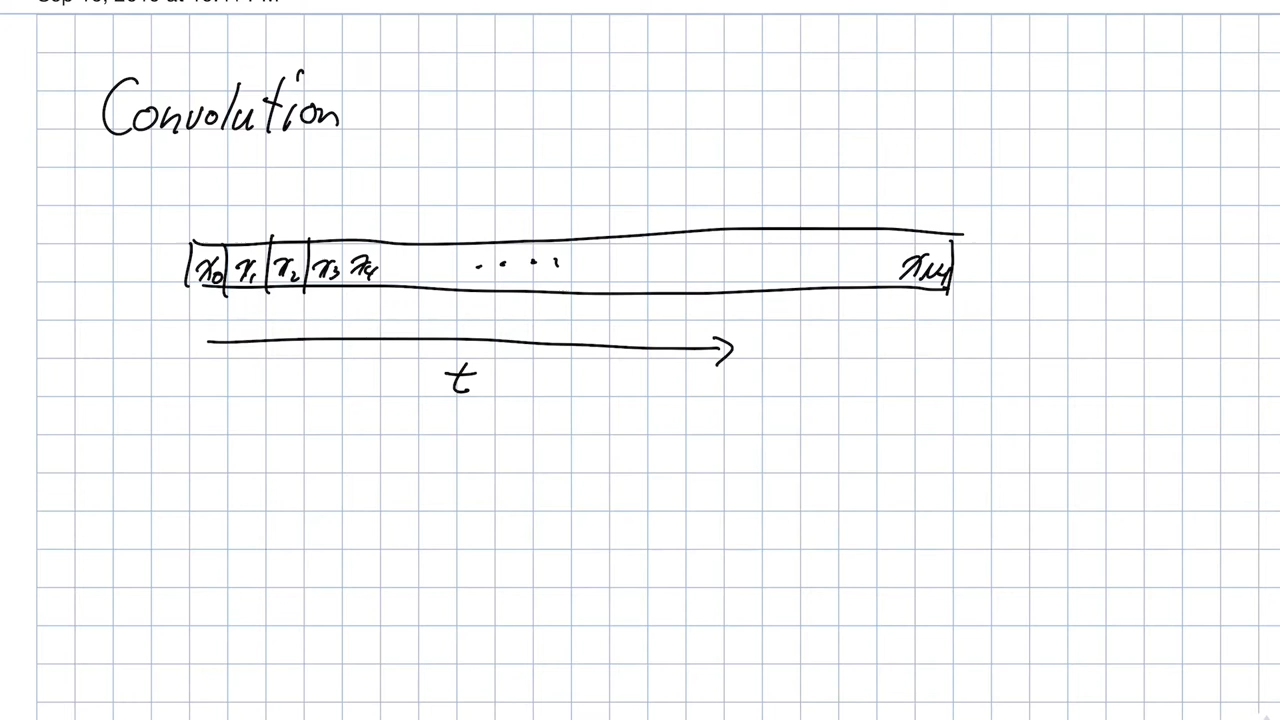 Convolution
x₀ x₁ x₂ x₃ x₄ ....
t